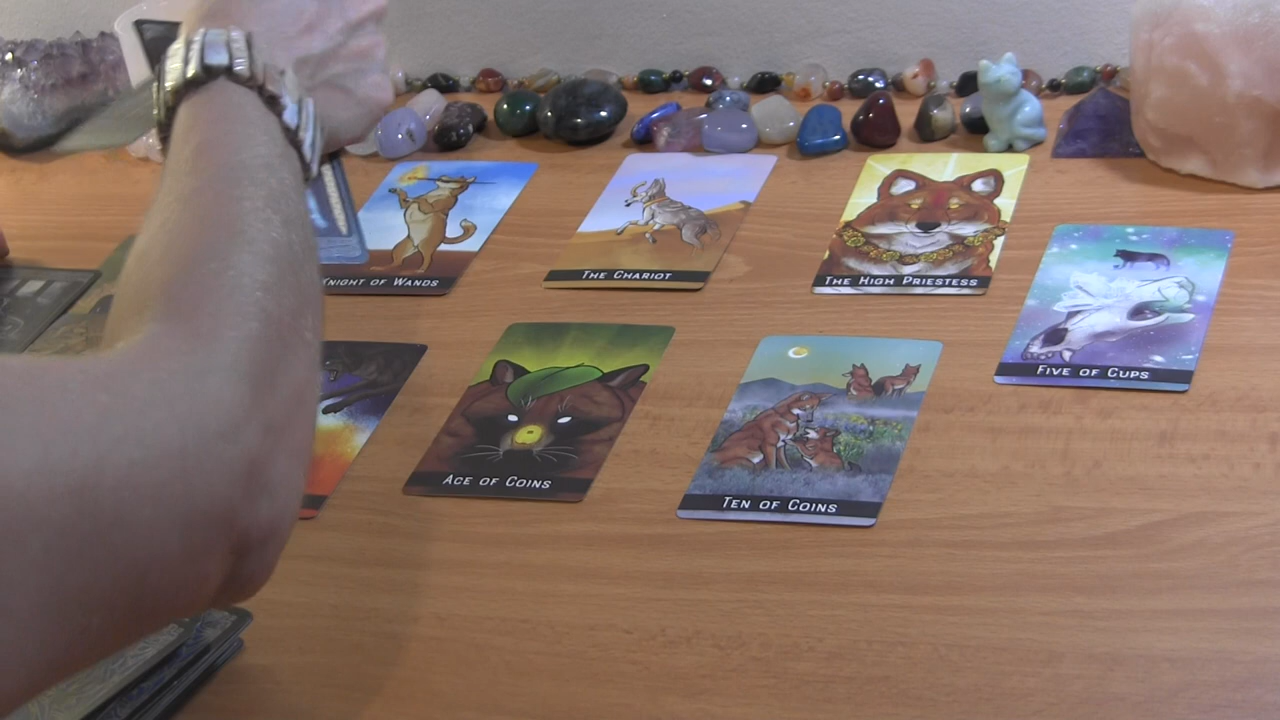 Knight of Wands
The Chariot
The High Priestess
Five of Cups
Ace of Coins
Ten of Coins